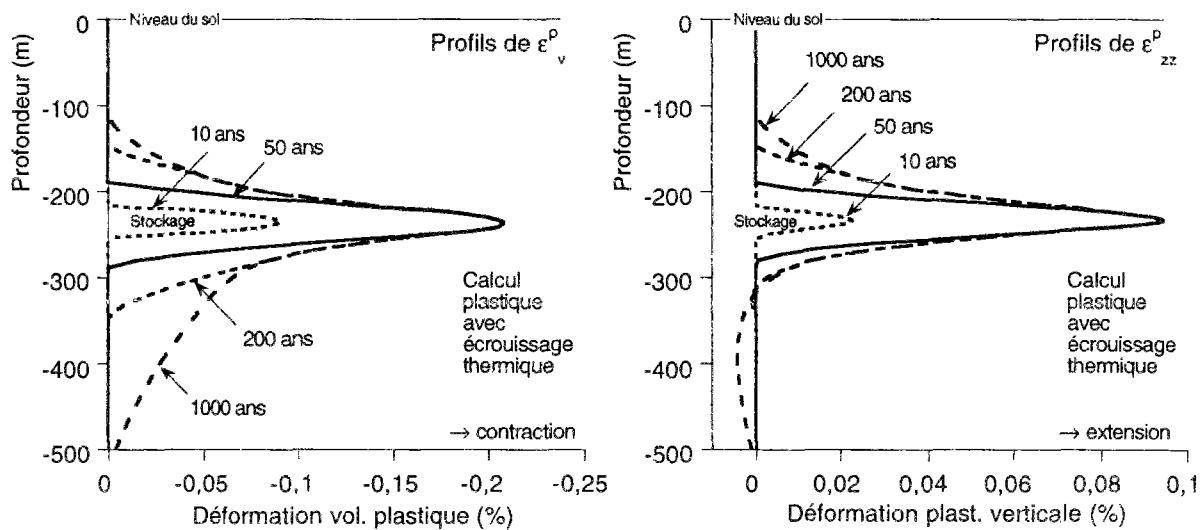 Niveau du sol
Profils de εᵖᵥ
0
-100
-200
-300
-400
-500
Profondeur (m)
10 ans
50 ans
Stockage
200 ans
1000 ans
Calcul
plastique
avec
écrouissage
thermique
→ contraction
0 -0,05 -0,1 -0,15 -0,2 -0,25
Déformation vol. plastique (%)
Niveau du sol
Profils de εᵖ_zz
1000 ans
200 ans
50 ans
10 ans
0
-100
-200
-300
-400
-500
Profondeur (m)
Stockage
Calcul
plastique
avec
écrouissage
thermique
→ extension
0 0,02 0,04 0,06 0,08 0,1
Déformation plast. verticale (%)